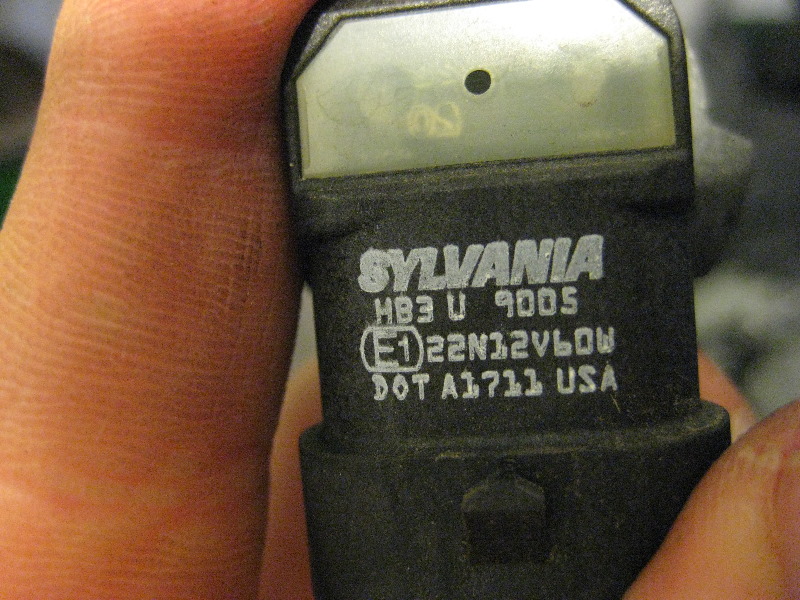 SYLVANIA
HB3 U 9005
E1 22N12V60W
DOT A1711 USA